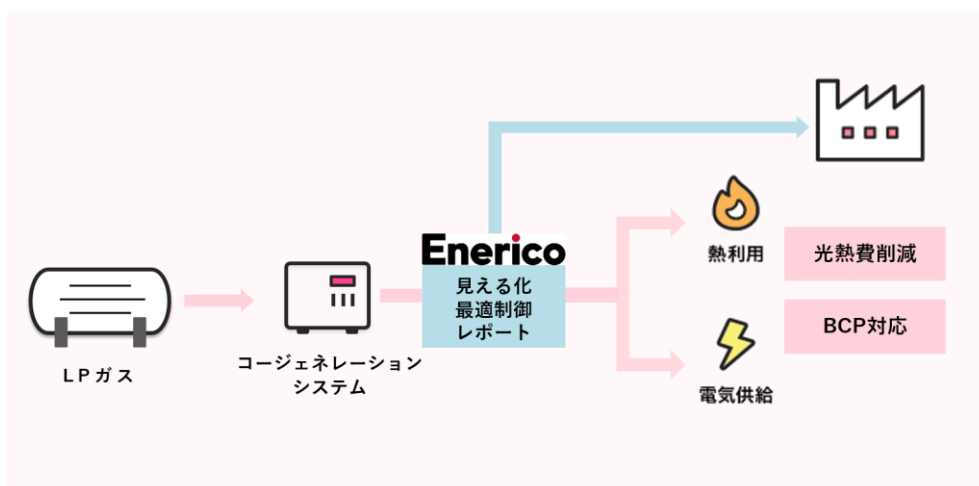 LPガス
コージェネレーション
システム
Enerico
見える化
最適制御
レポート
熱利用
電気供給
光熱費削減
BCP対応